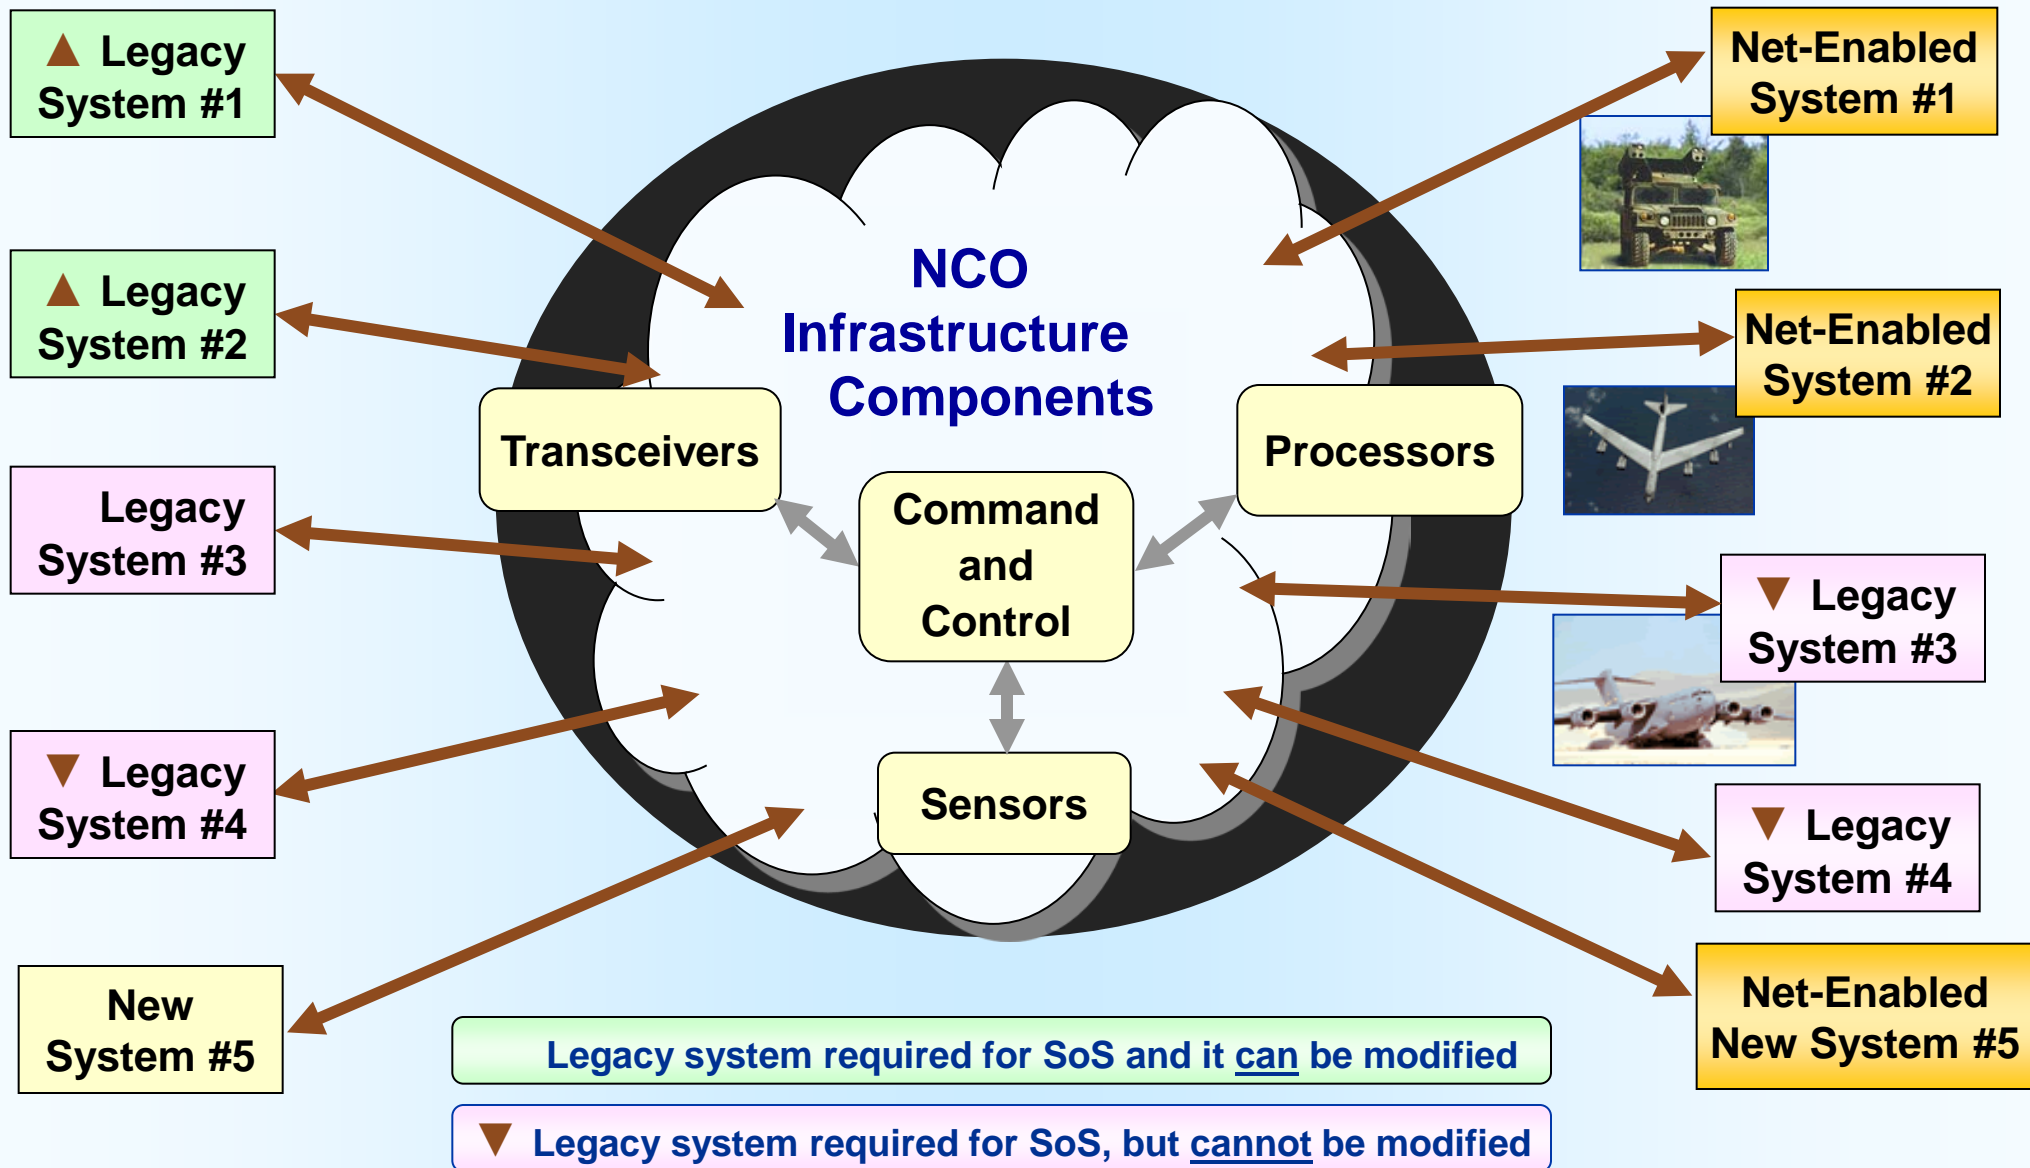 ▲ Legacy
System #1
▲ Legacy
System #2
Legacy
System #3
▼ Legacy
System #4
New
System #5
NCO
Infrastructure
Components
Transceivers
Processors
Command
and
Control
Sensors
Net-Enabled
System #1
Net-Enabled
System #2
▼ Legacy
System #3
▼ Legacy
System #4
Net-Enabled
New System #5
Legacy system required for SoS and it can be modified
▼ Legacy system required for SoS, but cannot be modified